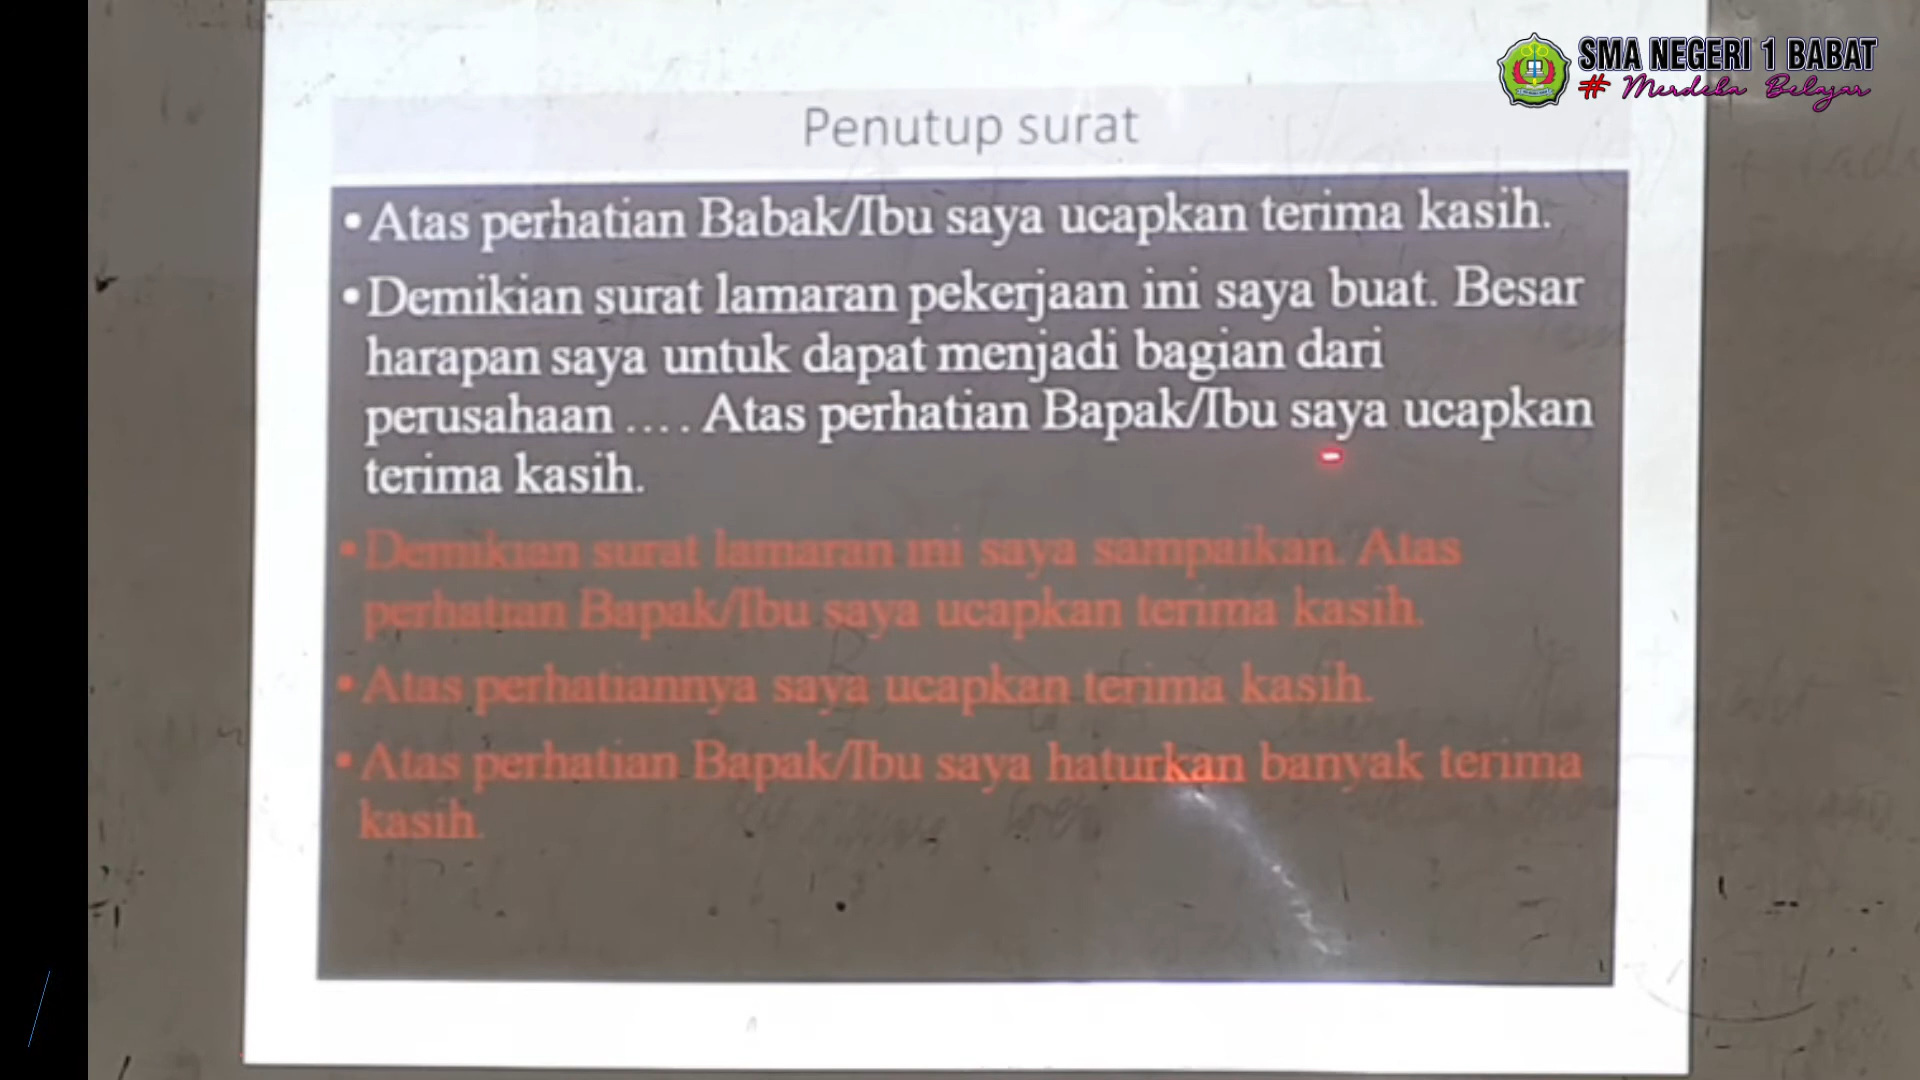 SMA NEGERI 1 BABAT
# Merdeka Belajar
Penutup surat
• Atas perhatian Babak/Ibu saya ucapkan terima kasih.
• Demikian surat lamaran pekerjaan ini saya buat. Besar
harapan saya untuk dapat menjadi bagian dari
perusahaan .... Atas perhatian Bapak/Ibu saya ucapkan
terima kasih.
• Demikian surat lamaran ini saya sampaikan. Atas
perhatian Bapak/Ibu saya ucapkan terima kasih.
• Atas perhatiannya saya ucapkan terima kasih.
• Atas perhatian Bapak/Ibu saya haturkan banyak terima
kasih.